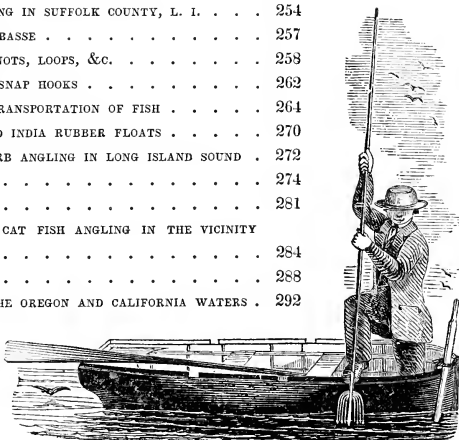 NG IN SUFFOLK COUNTY, L. I. . . . 254
BASSE . . . . . . . . . . 257
NOTS, LOOPS, &C. . . . . . . . 258
SNAP HOOKS . . . . . . . . . 262
RANSPORTATION OF FISH . . . . . 264
D INDIA RUBBER FLOATS . . . . . 270
RB ANGLING IN LONG ISLAND SOUND . 272
. . . . . . . . . . . . . 274
. . . . . . . . . . . . . 281
CAT FISH ANGLING IN THE VICINITY
. . . . . . . . . . . . . 284
. . . . . . . . . . . . . 288
HE OREGON AND CALIFORNIA WATERS . 292